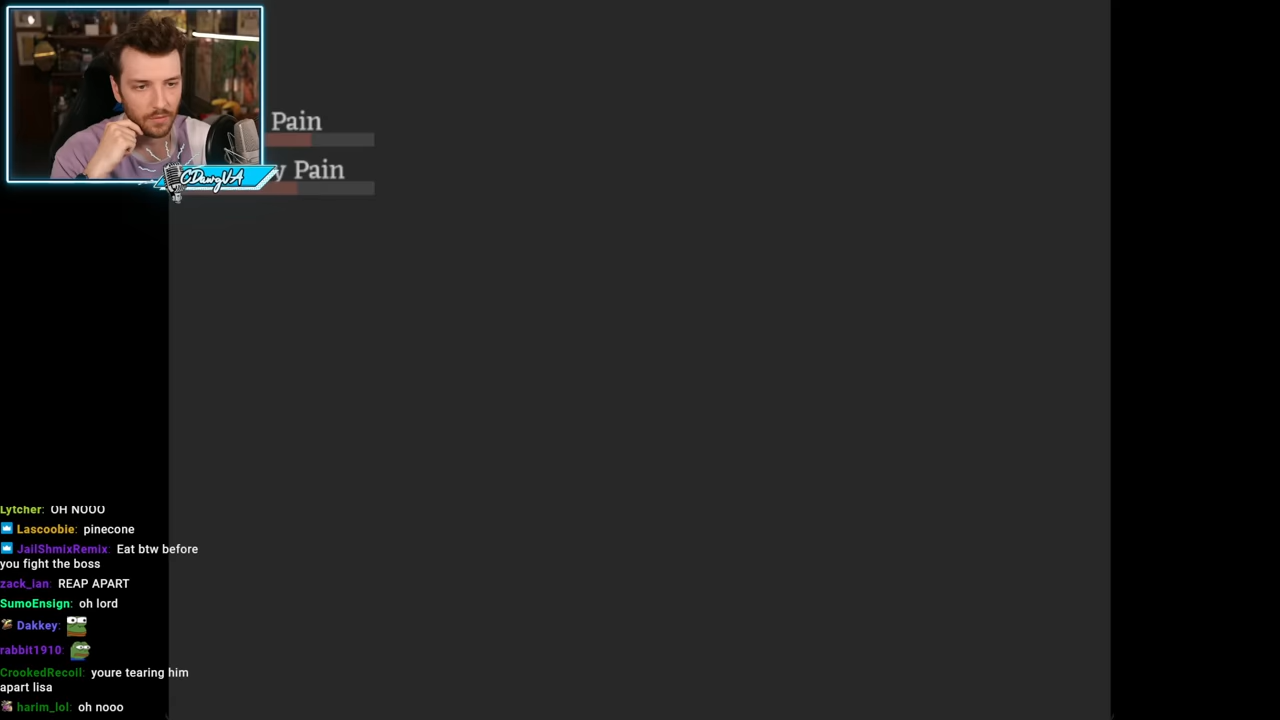 Pain
y Pain
CDawgVA
Lytcher: OH NOOO
Lascoobie: pinecone
JailShmixRemix: Eat btw before
you fight the boss
zack_ian: REAP APART
SumoEnsign: oh lord
Dakkey:
rabbit1910:
CrookedRecoll: youre tearing him
apart lisa
harim_lol: oh nooo